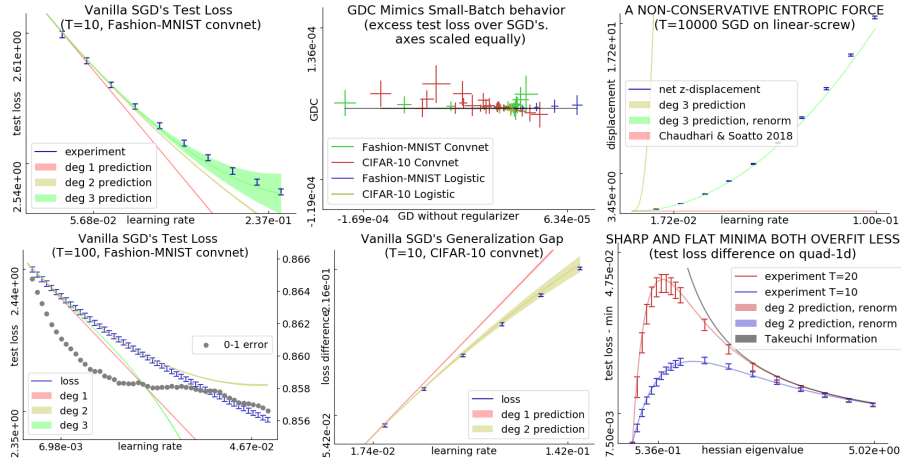 Vanilla SGD's Test Loss
(T=10, Fashion-MNIST convnet)
test loss
2.61e+00
2.54e+00
experiment
deg 1 prediction
deg 2 prediction
deg 3 prediction
5.68e-02
learning rate
2.37e-01
GDC Mimics Small-Batch behavior
(excess test loss over SGD's.
axes scaled equally)
GDC
1.36e-04
-1.19e-04
Fashion-MNIST Convnet
CIFAR-10 Convnet
Fashion-MNIST Logistic
CIFAR-10 Logistic
-1.69e-04
GD without regularizer
6.34e-05
A NON-CONSERVATIVE ENTROPIC FORCE
(T=10000 SGD on linear-screw)
displacement
1.72e+01
3.45e+00
net z-displacement
deg 3 prediction
deg 3 prediction, renorm
Chaudhari & Soatto 2018
1.72e-02
learning rate
1.00e-01
Vanilla SGD's Test Loss
(T=100, Fashion-MNIST convnet)
test loss
2.44e+00
2.35e+00
0.866
0.864
0.862
0.860
0.858
0.856
0-1 error
loss
deg 1
deg 2
deg 3
6.98e-03
learning rate
4.67e-02
Vanilla SGD's Generalization Gap
(T=10, CIFAR-10 convnet)
loss difference
2.16e-01
5.42e-02
loss
deg 1 prediction
deg 2 prediction
1.74e-02
learning rate
1.42e-01
SHARP AND FLAT MINIMA BOTH OVERFIT LESS
(test loss difference on quad-1d)
test loss - min
4.75e-02
7.50e-03
experiment T=20
experiment T=10
deg 2 prediction, renorm
deg 2 prediction, renorm
Takeuchi Information
5.36e-01
hessian eigenvalue
5.02e+00